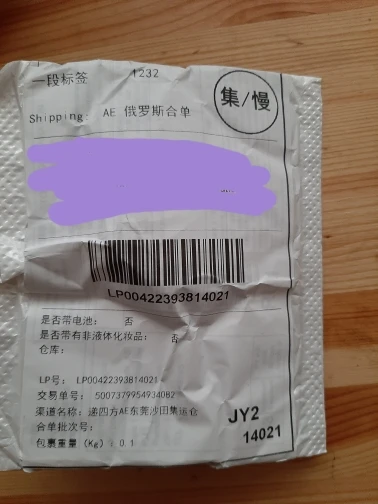 一段标签 1232
集/慢
Shipping: AE 俄罗斯合单
LP00422393814021
是否带电池: 否
是否带有非液体化妆品: 否
仓库:
LP号: LP00422393814021
交易单号: 5007379954934082
渠道名称: 递四方AE东莞沙田集运仓
合单批次号:
包裹重量 (Kg): 0.1
JY2
14021